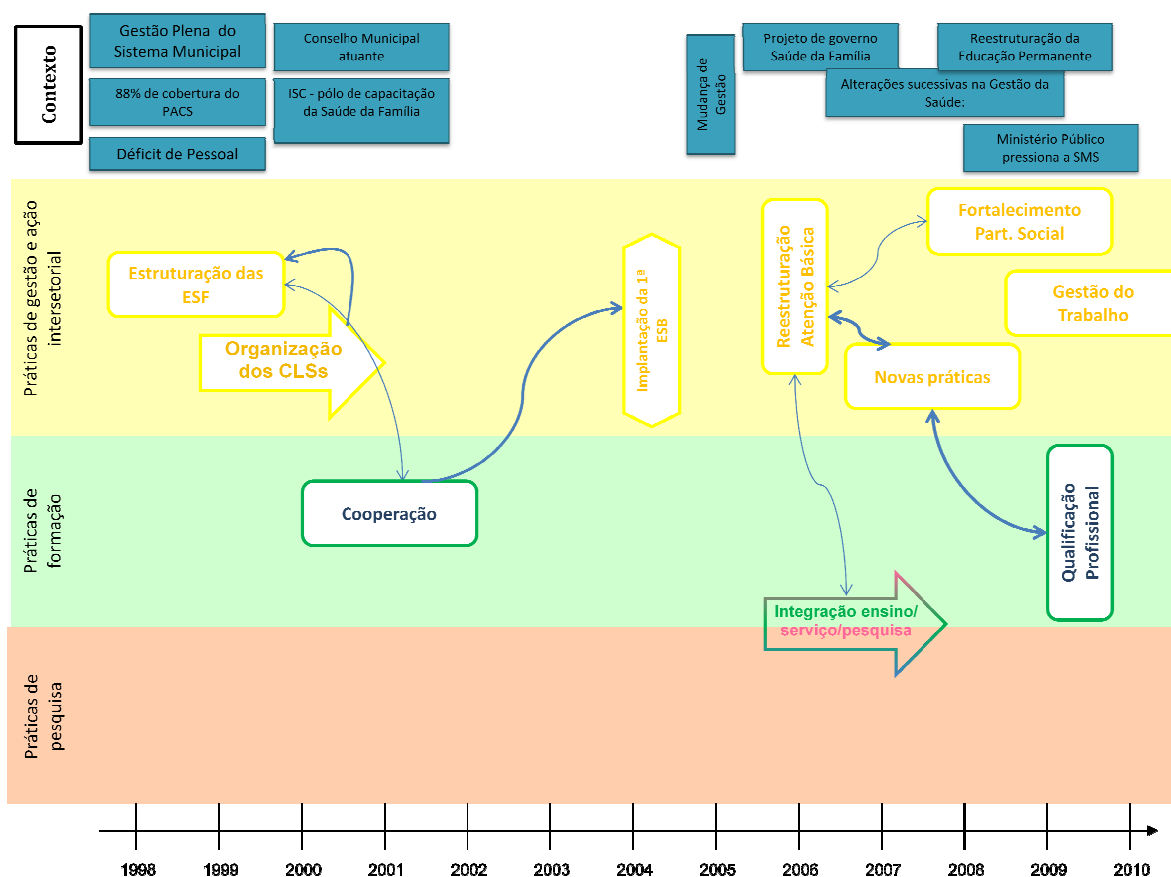 Contexto
Gestão Plena do
Sistema Municipal
88% de cobertura do
PACS
Déficit de Pessoal
Conselho Municipal
atuante
ISC - pólo de capacitação
da Saúde da Família
Mudança de
Gestão
Projeto de governo
Saúde da Família
Reestruturação da
Educação Permanente
Alterações sucessivas na Gestão da
Saúde:
Ministério Público
pressiona a SMS
Práticas de gestão e ação
intersetorial
Estruturação das
ESF
Organização
dos CLSs
Implantação da 1ª
ESB
Reestruturação
Atenção Básica
Fortalecimento
Part. Social
Gestão do
Trabalho
Novas práticas
Práticas de
formação
Cooperação
Qualificação
Profissional
Integração ensino/
serviço/pesquisa
Práticas de
pesquisa
1998 1999 2000 2001 2002 2003 2004 2005 2006 2007 2008 2009 2010